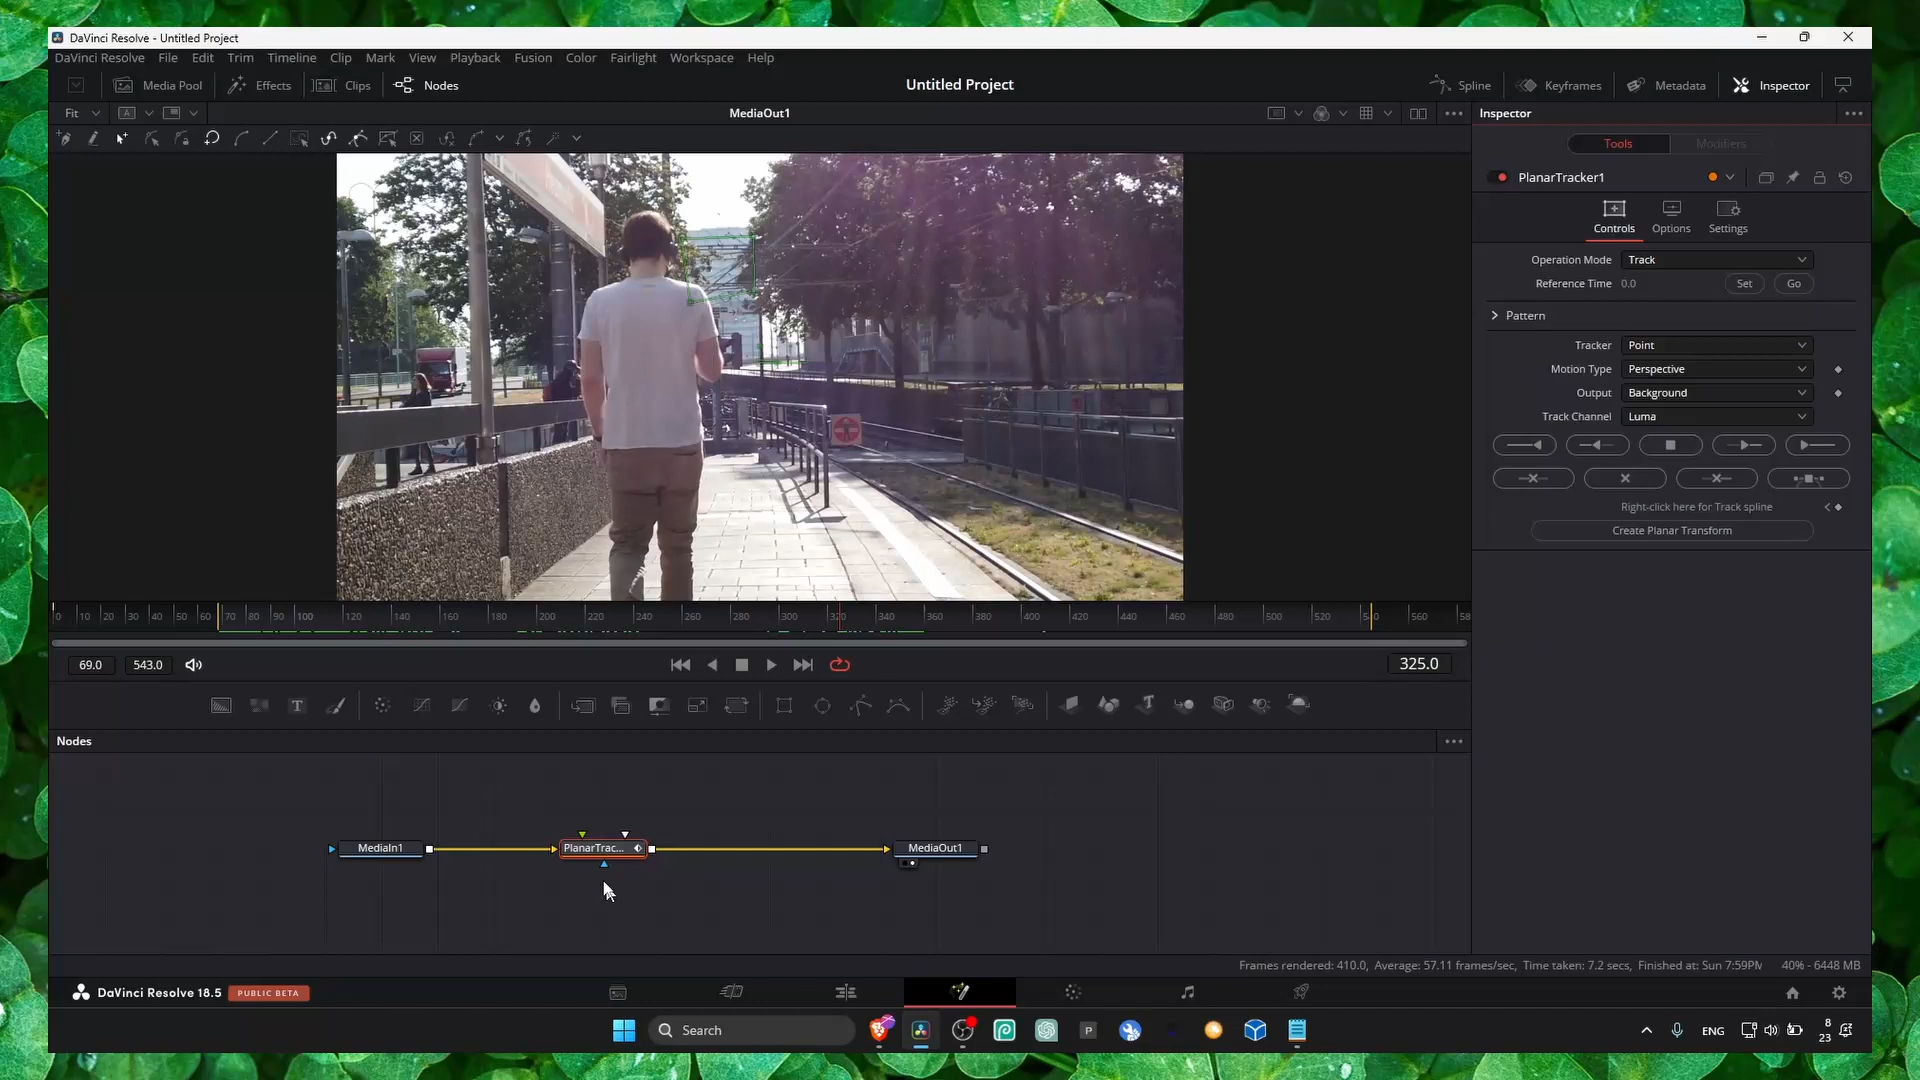 DaVinci Resolve - Untitled Project
DaVinci Resolve File Edit Trim Timeline Clip Mark View Playback Fusion Color Fairlight Workspace Help
Media Pool Effects Clips Nodes Untitled Project Spline Keyframes Metadata Inspector
Fit A MediaOut1 Inspector
Tools Modifiers
PlanarTracker1
Controls Options Settings
Operation Mode Track
Reference Time 0.0 Set Go
Pattern
Tracker Point
Motion Type Perspective
Output Background
Track Channel Luma
Right-click here for Track spline
Create Planar Transform
0 10 20 30 40 50 60 70 80 90 100 120 140 160 180 200 220 240 260 280 300 320 340 360 380 400 420 440 460 480 500 520 540 560 58
69.0 543.0 325.0
T T
Nodes
MediaIn1 PlanarTrac... MediaOut1
Frames rendered: 410.0, Average: 57.11 frames/sec, Time taken: 7.2 secs, Finished at: Sun 7:59PM 40% - 6448 MB
DaVinci Resolve 18.5 PUBLIC BETA
Search P ENG 8
23